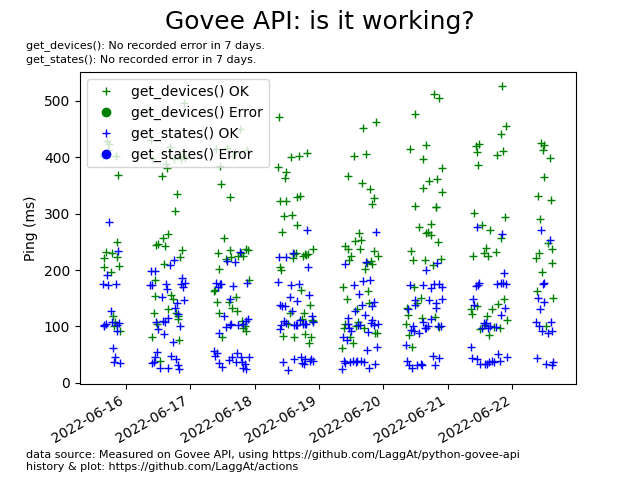 Govee API: is it working?
get_devices(): No recorded error in 7 days.
get_states(): No recorded error in 7 days.
get_devices() OK
get_devices() Error
get_states() OK
get_states() Error
500
400
300
200
100
0
Ping (ms)
2022-06-16
2022-06-17
2022-06-18
2022-06-19
2022-06-20
2022-06-21
2022-06-22
data source: Measured on Govee API, using https://github.com/LaggAt/python-govee-api
history & plot: https://github.com/LaggAt/actions